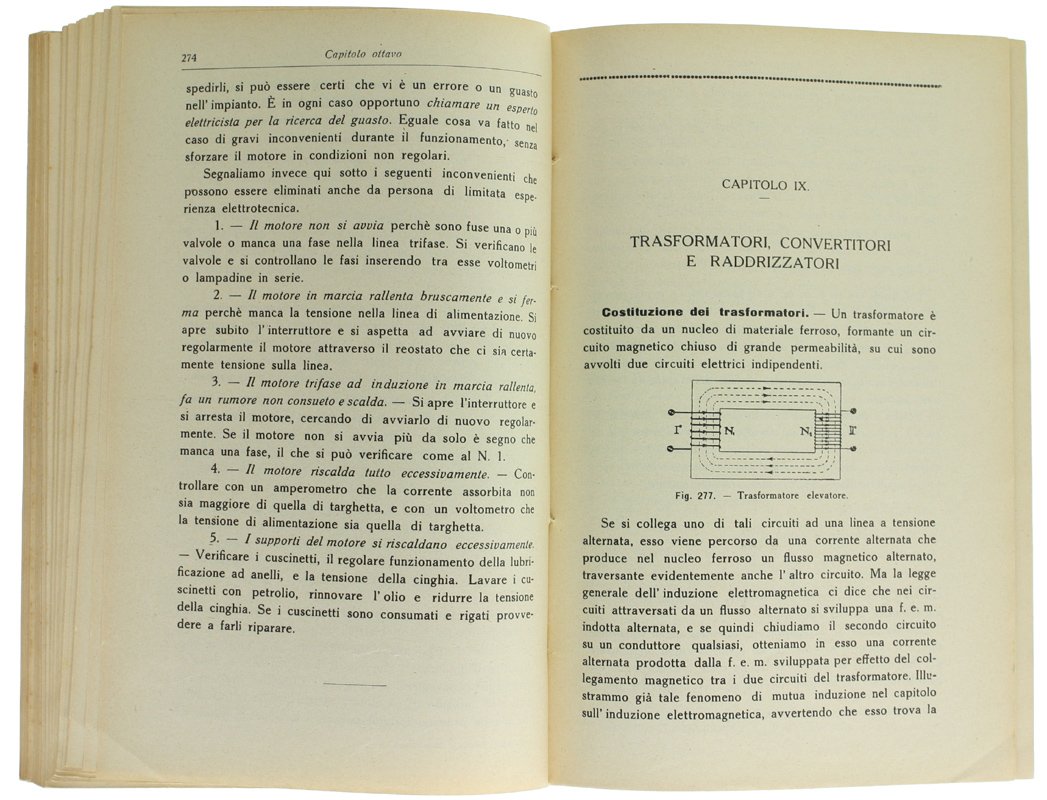 274
Capitolo ottavo
spedirli, si può essere certi che vi è un errore o un guasto
nell' impianto. È in ogni caso opportuno chiamare un esperto
elettricista per la ricerca del guasto. Eguale cosa va fatto nel
caso di gravi inconvenienti durante il funzionamento, senza
sforzare il motore in condizioni non regolari.
Segnaliamo invece qui sotto i seguenti inconvenienti che
possono essere eliminati anche da persona di limitata espe-
rienza elettrotecnica.
1. — Il motore non si avvia perchè sono fuse una o più
valvole o manca una fase nella linea trifase. Si verificano le
valvole e si controllano le fasi inserendo tra esse voltometri
o lampadine in serie.
2. — Il motore in marcia rallenta bruscamente e si fer-
ma perchè manca la tensione nella linea di alimentazione. Si
apre subito l' interruttore e si aspetta ad avviare di nuovo
regolarmente il motore attraverso il reostato che ci sia certa-
mente tensione sulla linea.
3. — Il motore trifase ad induzione in marcia rallenta,
fa un rumore non consueto e scalda. — Si apre l'interruttore e
si arresta il motore, cercando di avviarlo di nuovo regolar-
mente. Se il motore non si avvia più da solo è segno che
manca una fase, il che si può verificare come al N. 1.
4. — Il motore riscalda tutto eccessivamente. — Con-
trollare con un amperometro che la corrente assorbita non
sia maggiore di quella di targhetta, e con un voltometro che
la tensione di alimentazione sia quella di targhetta.
5. — I supporti del motore si riscaldano eccessivamente.
— Verificare i cuscinetti, il regolare funzionamento della lubri-
ficazione ad anelli, e la tensione della cinghia. Lavare i cu-
scinetti con petrolio, rinnovare l' olio e ridurre la tensione
della cinghia. Se i cuscinetti sono consumati e rigati provve-
dere a farli riparare.
CAPITOLO IX.
TRASFORMATORI, CONVERTITORI
E RADDRIZZATORI
Costituzione dei trasformatori. — Un trasformatore è
costituito da un nucleo di materiale ferroso, formante un cir-
cuito magnetico chiuso di grande permeabilità, su cui sono
avvolti due circuiti elettrici indipendenti.
I° N₁ N₂ II°
Fig. 277. — Trasformatore elevatore.
Se si collega uno di tali circuiti ad una linea a tensione
alternata, esso viene percorso da una corrente alternata che
produce nel nucleo ferroso un flusso magnetico alternato,
traversante evidentemente anche l' altro circuito. Ma la legge
generale dell' induzione elettromagnetica ci dice che nei cir-
cuiti attraversati da un flusso alternato si sviluppa una f. e. m.
indotta alternata, e se quindi chiudiamo il secondo circuito
su un conduttore qualsiasi, otteniamo in esso una corrente
alternata prodotta dalla f. e. m. sviluppata per effetto del col-
legamento magnetico tra i due circuiti del trasformatore. Illu-
strammo già tale fenomeno di mutua induzione nel capitolo
sull' induzione elettromagnetica, avvertendo che esso trova la